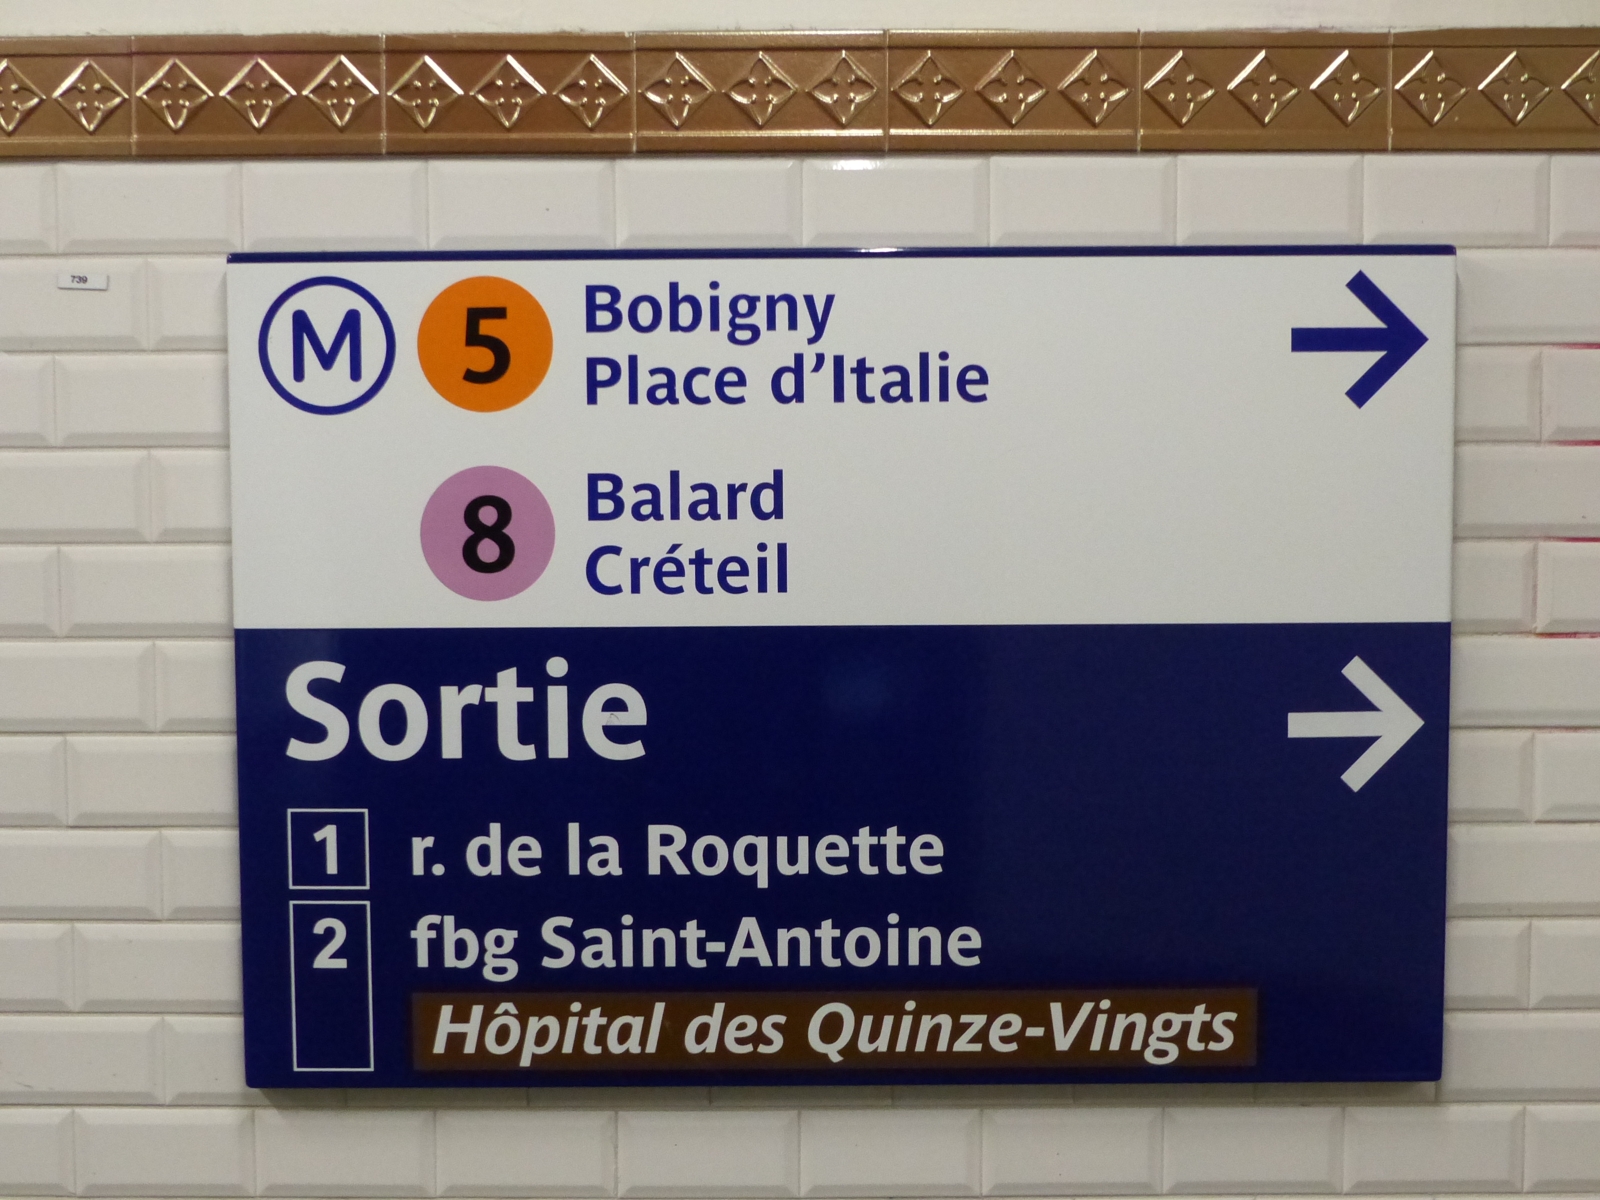 739
M 5 Bobigny
Place d'Italie
8 Balard
Créteil
Sortie
1 r. de la Roquette
2 fbg Saint-Antoine
Hôpital des Quinze-Vingts